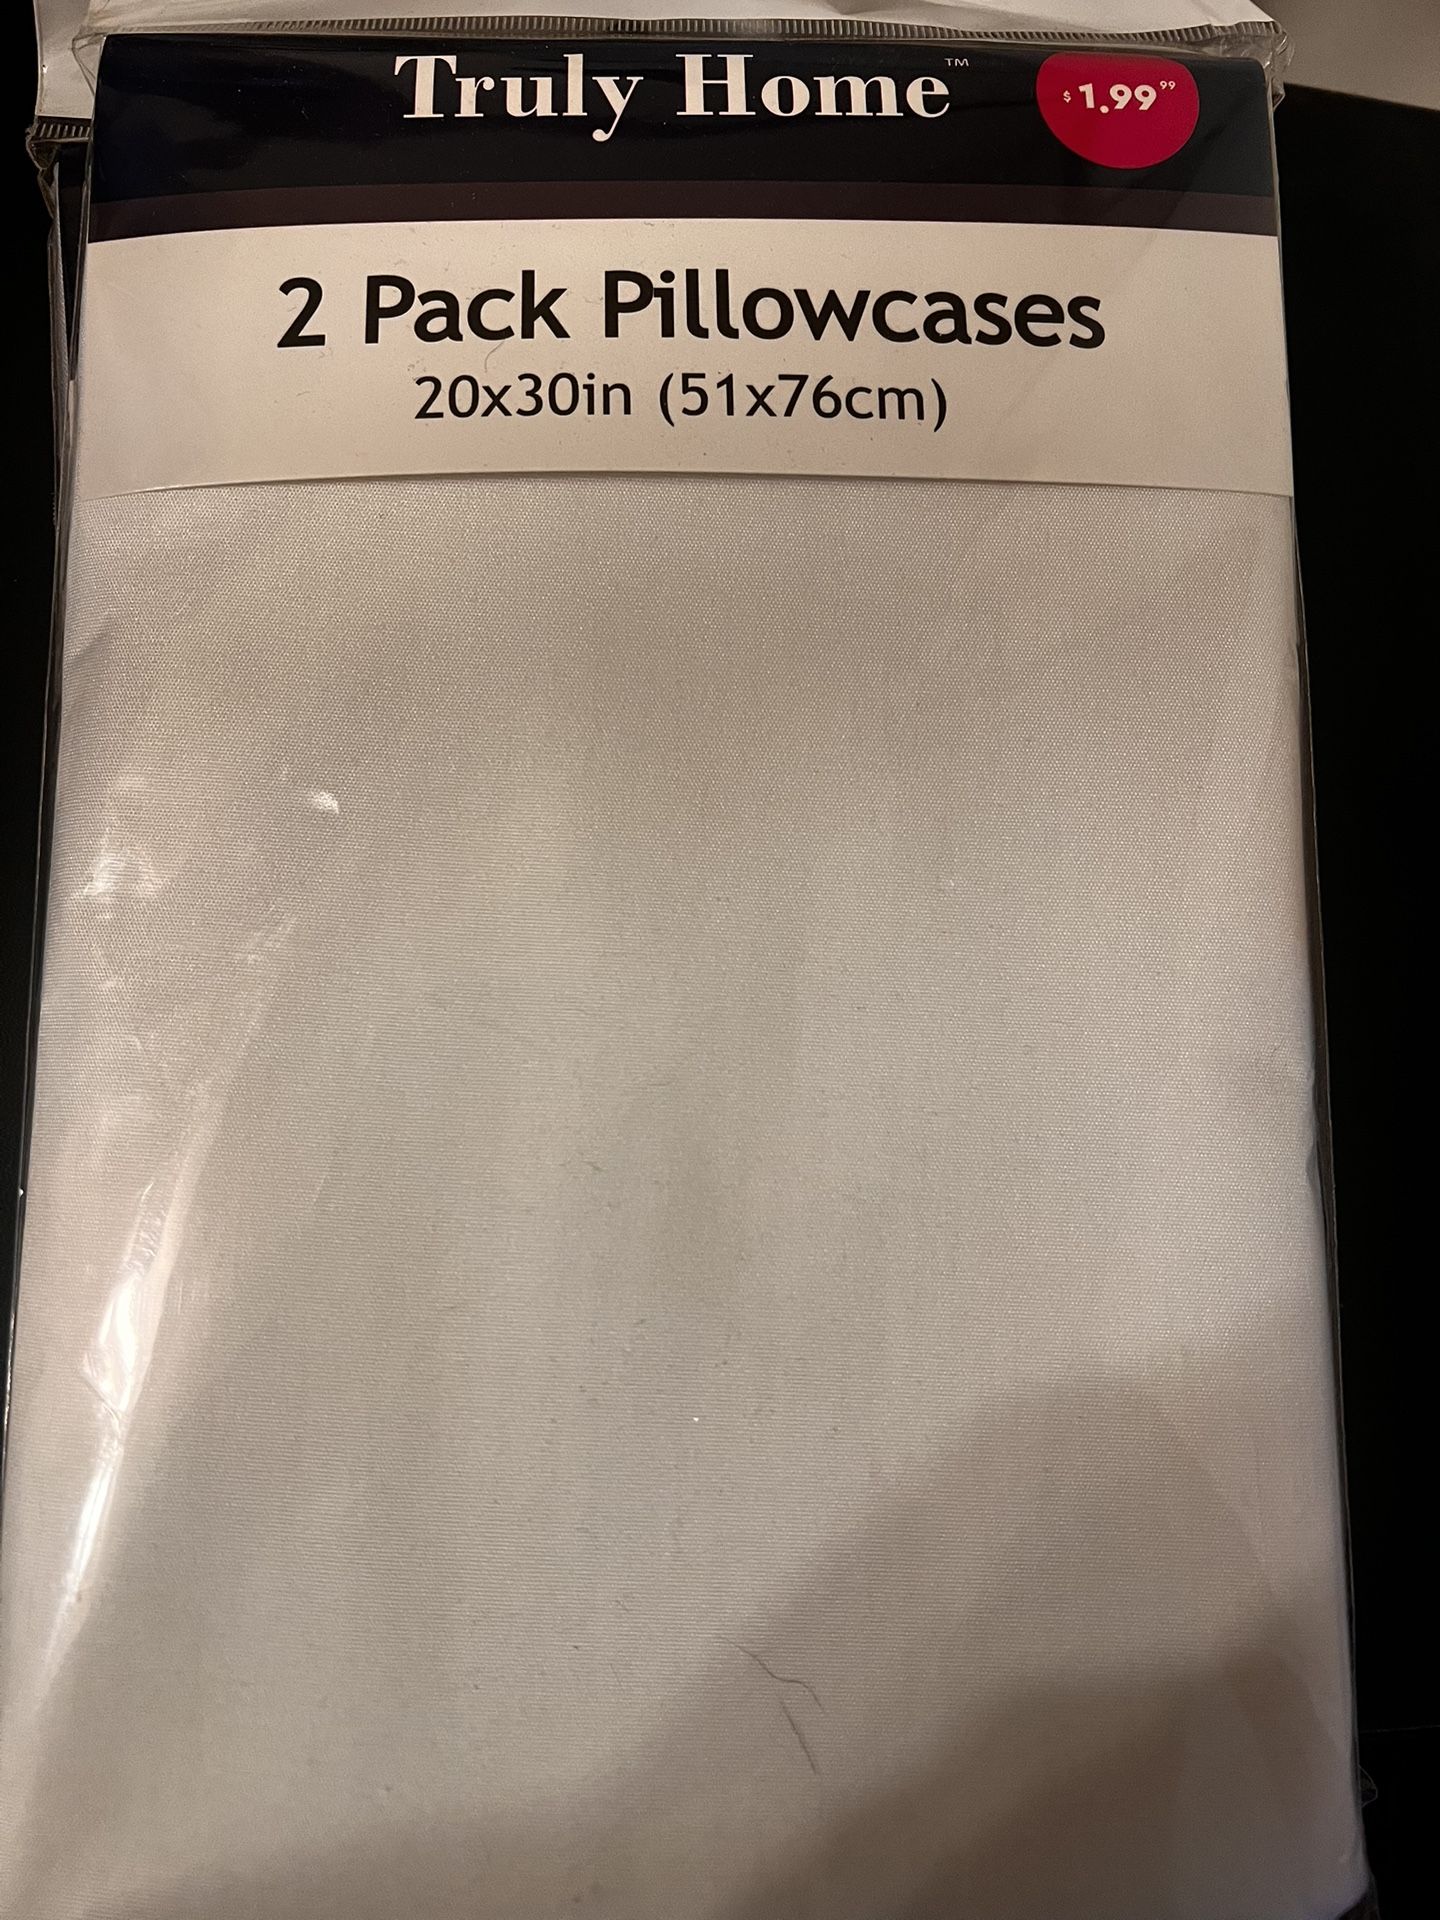 Truly Home™
$1.99⁹⁹
2 Pack Pillowcases
20x30in (51x76cm)